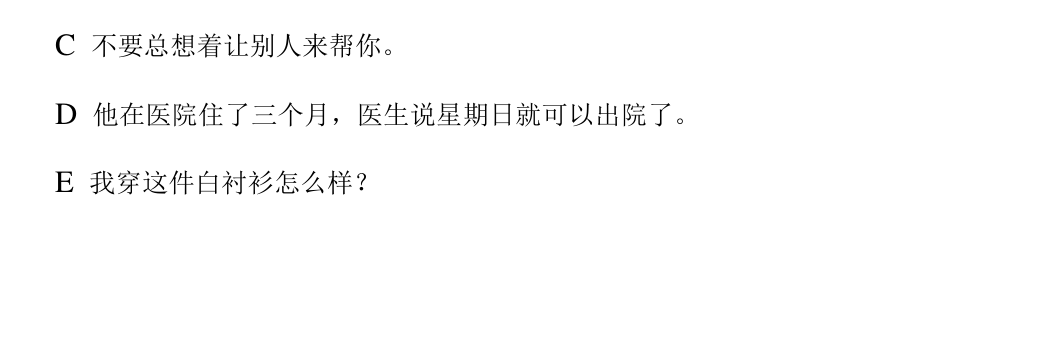 C 不要总想着让别人来帮你。
D 他在医院住了三个月，医生说星期日就可以出院了。
E 我穿这件白衬衫怎么样？